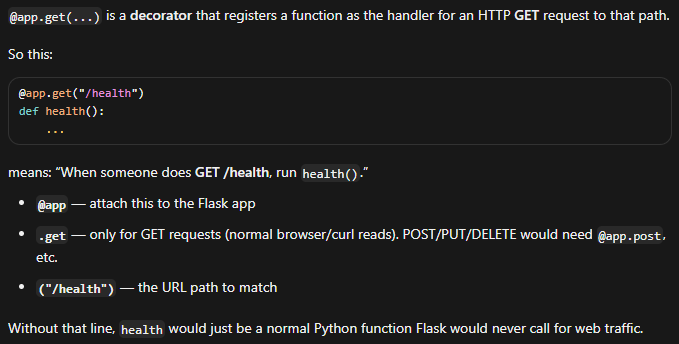 @app.get(...) is a decorator that registers a function as the handler for an HTTP GET request to that path.
So this:
@app.get("/health")
def health():
    ...
means: “When someone does GET /health, run health().”
@app — attach this to the Flask app
.get — only for GET requests (normal browser/curl reads). POST/PUT/DELETE would need @app.post,
etc.
("/health") — the URL path to match
Without that line, health would just be a normal Python function Flask would never call for web traffic.